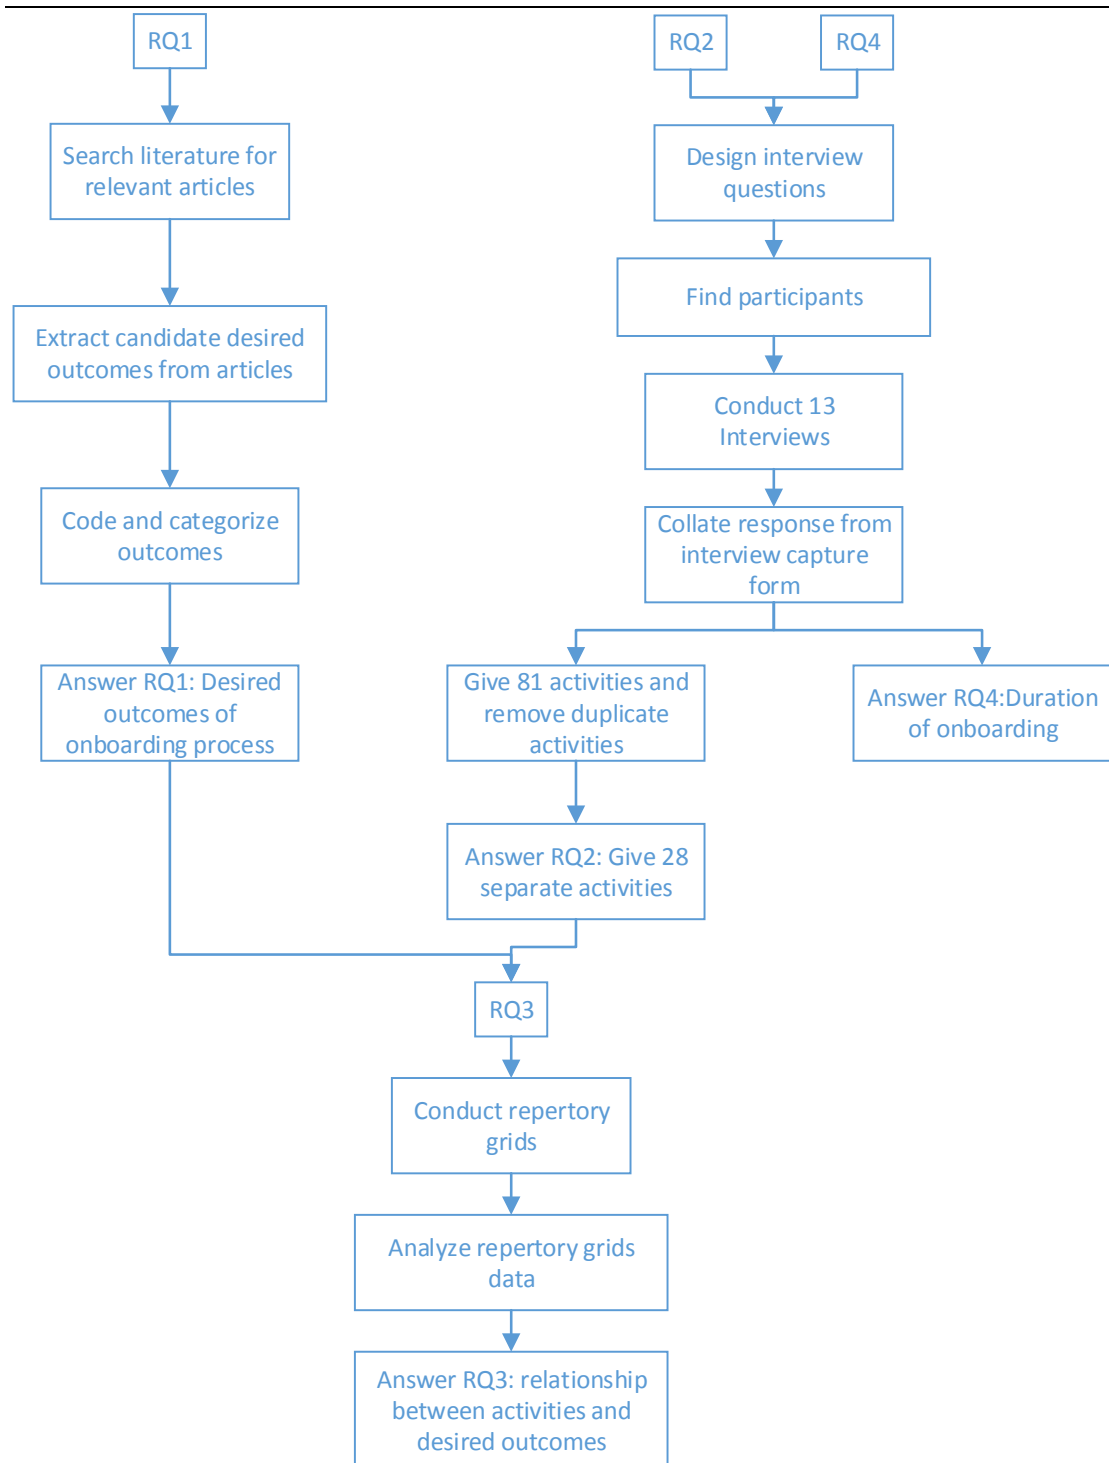 RQ1
Search literature for
relevant articles
Extract candidate desired
outcomes from articles
Code and categorize
outcomes
Answer RQ1: Desired
outcomes of
onboarding process
RQ2
RQ4
Design interview
questions
Find participants
Conduct 13
Interviews
Collate response from
interview capture
form
Give 81 activities and
remove duplicate
activities
Answer RQ4:Duration
of onboarding
Answer RQ2: Give 28
separate activities
RQ3
Conduct repertory
grids
Analyze repertory grids
data
Answer RQ3: relationship
between activities and
desired outcomes